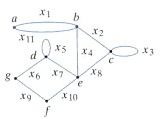 x₁
a
b
x₁₁
x₂
x₅
x₄
x₃
d
c
g
x₆
x₇
x₈
e
x₉
x₁₀
f